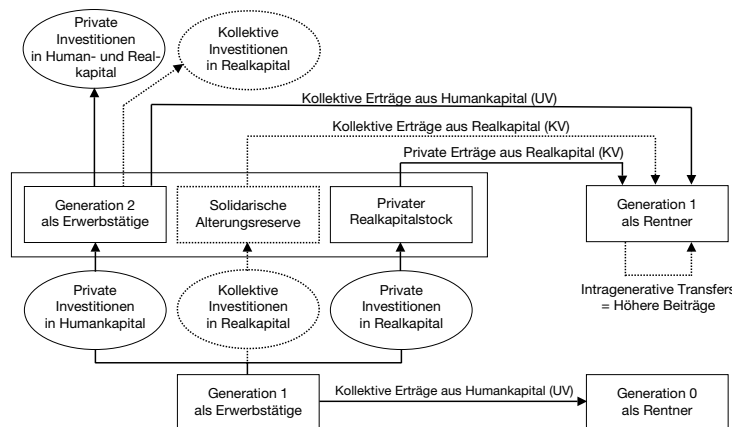 Private
Investitionen
in Human- und Real-
kapital
Kollektive
Investitionen
in Realkapital
Kollektive Erträge aus Humankapital (UV)
Kollektive Erträge aus Realkapital (KV)
Private Erträge aus Realkapital (KV)
Generation 2
als Erwerbstätige
Solidarische
Alterungsreserve
Privater
Realkapitalstock
Generation 1
als Rentner
Private
Investitionen
in Humankapital
Kollektive
Investitionen
in Realkapital
Private
Investitionen
in Realkapital
Intragenerative Transfers
= Höhere Beiträge
Generation 1
als Erwerbstätige
Kollektive Erträge aus Humankapital (UV)
Generation 0
als Rentner